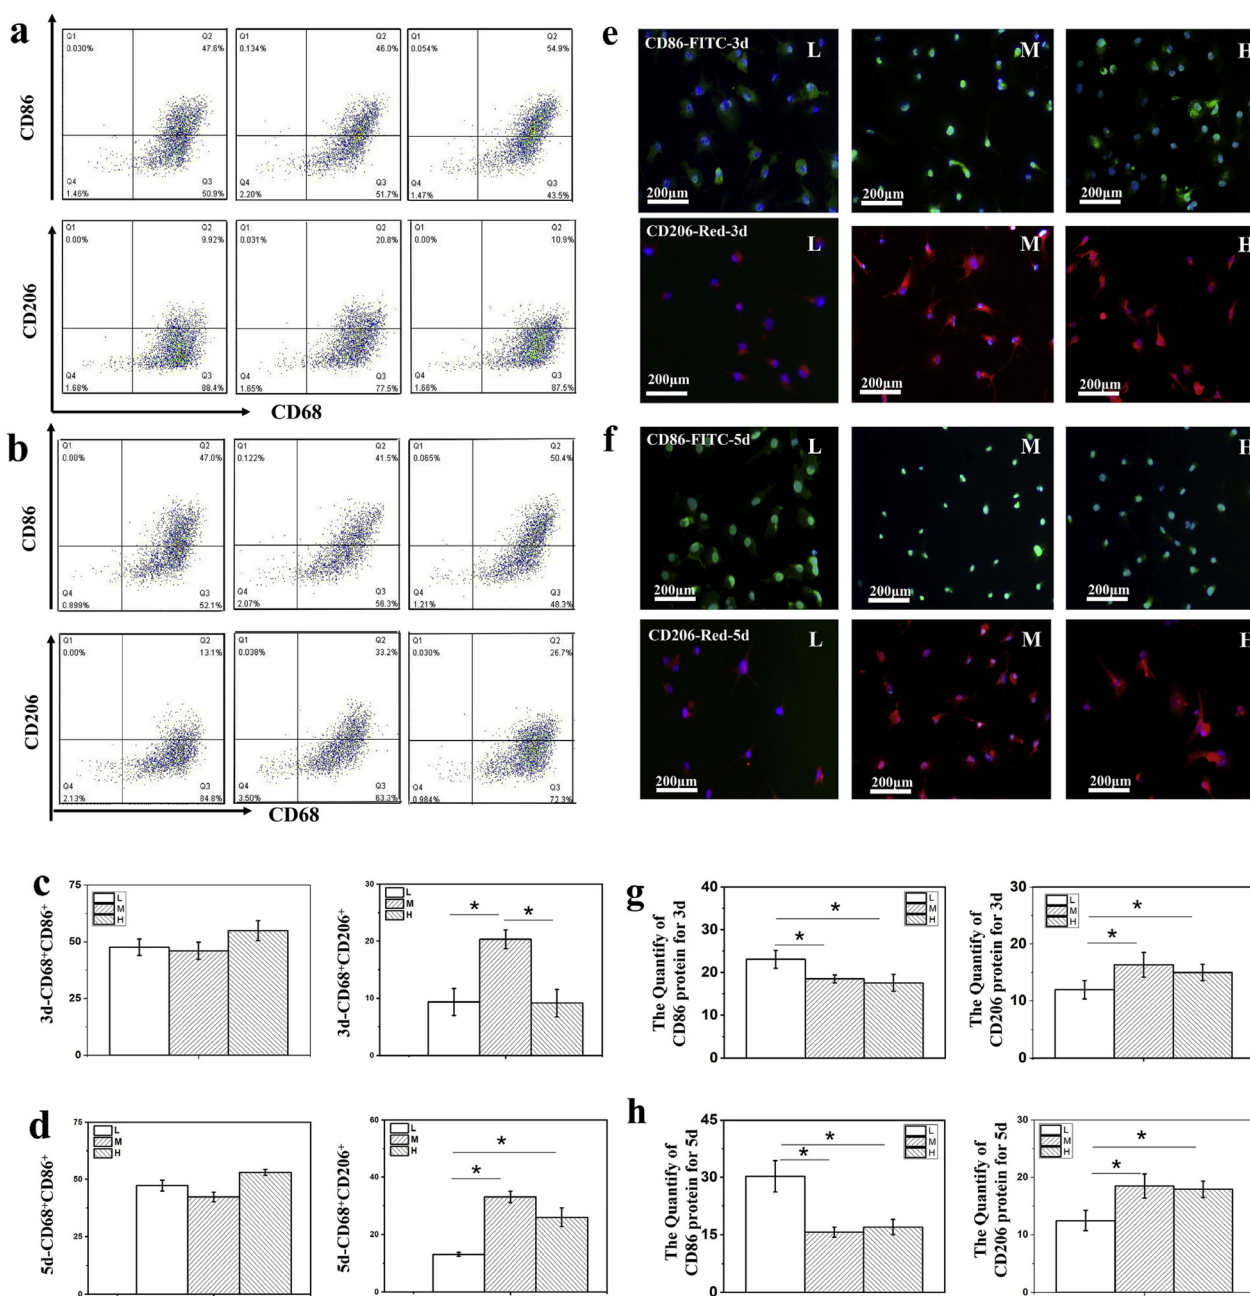 a
CD86
Q1
0.030%
Q2
47.6%
Q4
1.46%
Q3
50.9%
Q1
0.134%
Q2
46.0%
Q4
2.20%
Q3
51.7%
Q1
0.054%
Q2
54.9%
Q4
1.47%
Q3
43.5%
CD206
Q1
0.00%
Q2
9.92%
Q4
1.68%
Q3
88.4%
Q1
0.031%
Q2
20.8%
Q4
1.65%
Q3
77.5%
Q1
0.00%
Q2
10.9%
Q4
1.66%
Q3
87.5%
CD68
b
CD86
Q1
0.00%
Q2
47.0%
Q4
0.899%
Q3
52.1%
Q1
0.122%
Q2
41.5%
Q4
2.07%
Q3
56.3%
Q1
0.065%
Q2
50.4%
Q4
1.21%
Q3
48.3%
CD206
Q1
0.00%
Q2
13.1%
Q4
2.13%
Q3
84.8%
Q1
0.038%
Q2
33.2%
Q4
3.50%
Q3
63.3%
Q1
0.030%
Q2
26.7%
Q4
0.984%
Q3
72.3%
CD68
e
CD86-FITC-3d
L
200μm
M
200μm
H
200μm
CD206-Red-3d
L
200μm
M
200μm
H
200μm
f
CD86-FITC-5d
L
200μm
M
200μm
H
200μm
CD206-Red-5d
L
200μm
M
200μm
H
200μm
c
3d-CD68+CD86+
75
50
25
0
L
M
H
3d-CD68+CD206+
30
20
10
0
L
M
H
*
*
d
5d-CD68+CD86+
75
50
25
0
L
M
H
5d-CD68+CD206+
60
40
20
0
L
M
H
*
*
g
The Quantify of
CD86 protein for 3d
40
30
20
10
0
L
M
H
*
*
The Quantify of
CD206 protein for 3d
30
20
10
0
L
M
H
*
*
h
The Quantify of
CD86 protein for 5d
45
30
15
0
L
M
H
*
*
The Quantify of
CD206 protein for 5d
30
20
10
0
L
M
H
*
*